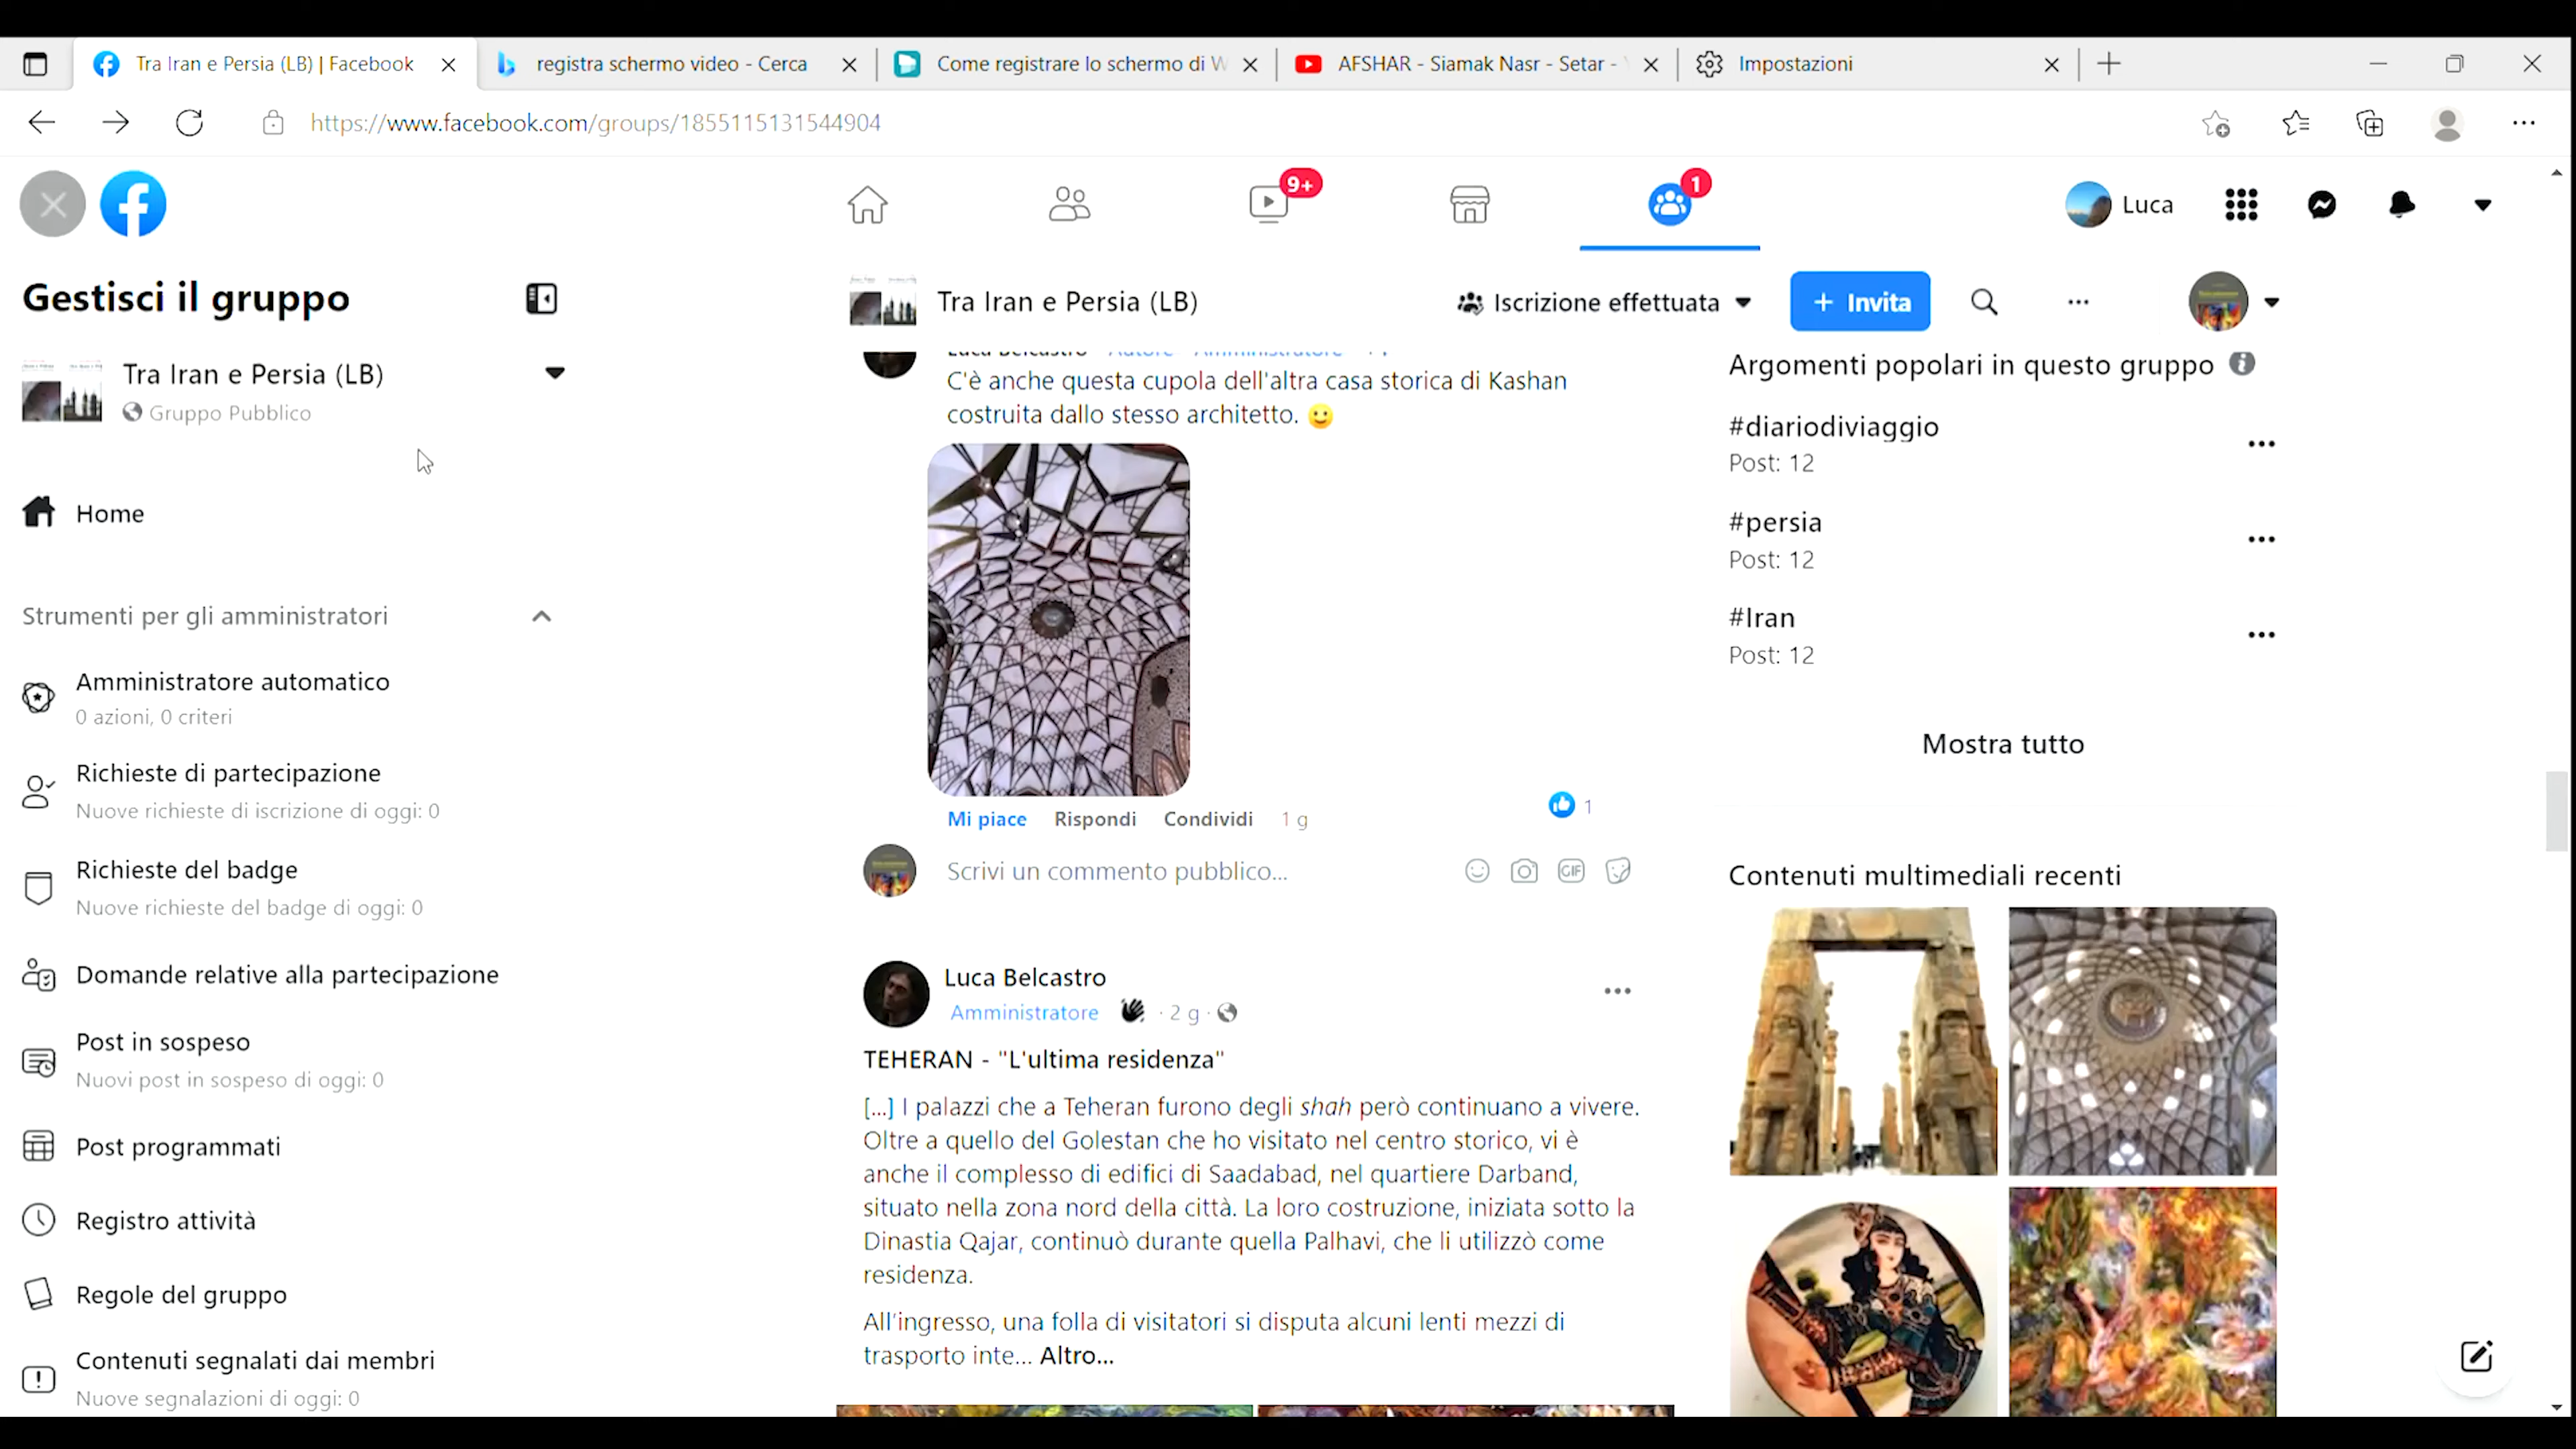 Tra Iran e Persia (LB) | Facebook
registra schermo video - Cerca
Come registrare lo schermo di W
AFSHAR - Siamak Nasr - Setar -
Impostazioni
https://www.facebook.com/groups/1855115131544904
9+
1
Luca
Gestisci il gruppo
Tra Iran e Persia (LB)
Gruppo Pubblico
Home
Strumenti per gli amministratori
Amministratore automatico
0 azioni, 0 criteri
Richieste di partecipazione
Nuove richieste di iscrizione di oggi: 0
Richieste del badge
Nuove richieste del badge di oggi: 0
Domande relative alla partecipazione
Post in sospeso
Nuovi post in sospeso di oggi: 0
Post programmati
Registro attività
Regole del gruppo
Contenuti segnalati dai membri
Nuove segnalazioni di oggi: 0
Tra Iran e Persia (LB)
Iscrizione effettuata
+ Invita
Luca Belcastro Autore Amministratore
C'è anche questa cupola dell'altra casa storica di Kashan
costruita dallo stesso architetto. 🙂
Mi piace Rispondi Condividi 1 g
1
Scrivi un commento pubblico...
GIF
Luca Belcastro
Amministratore · 2 g ·
TEHERAN - "L'ultima residenza"
[...] I palazzi che a Teheran furono degli shah però continuano a vivere.
Oltre a quello del Golestan che ho visitato nel centro storico, vi è
anche il complesso di edifici di Saadabad, nel quartiere Darband,
situato nella zona nord della città. La loro costruzione, iniziata sotto la
Dinastia Qajar, continuò durante quella Palhavi, che li utilizzò come
residenza.
All'ingresso, una folla di visitatori si disputa alcuni lenti mezzi di
trasporto inte... Altro...
Argomenti popolari in questo gruppo
#diariodiviaggio
Post: 12
#persia
Post: 12
#Iran
Post: 12
Mostra tutto
Contenuti multimediali recenti